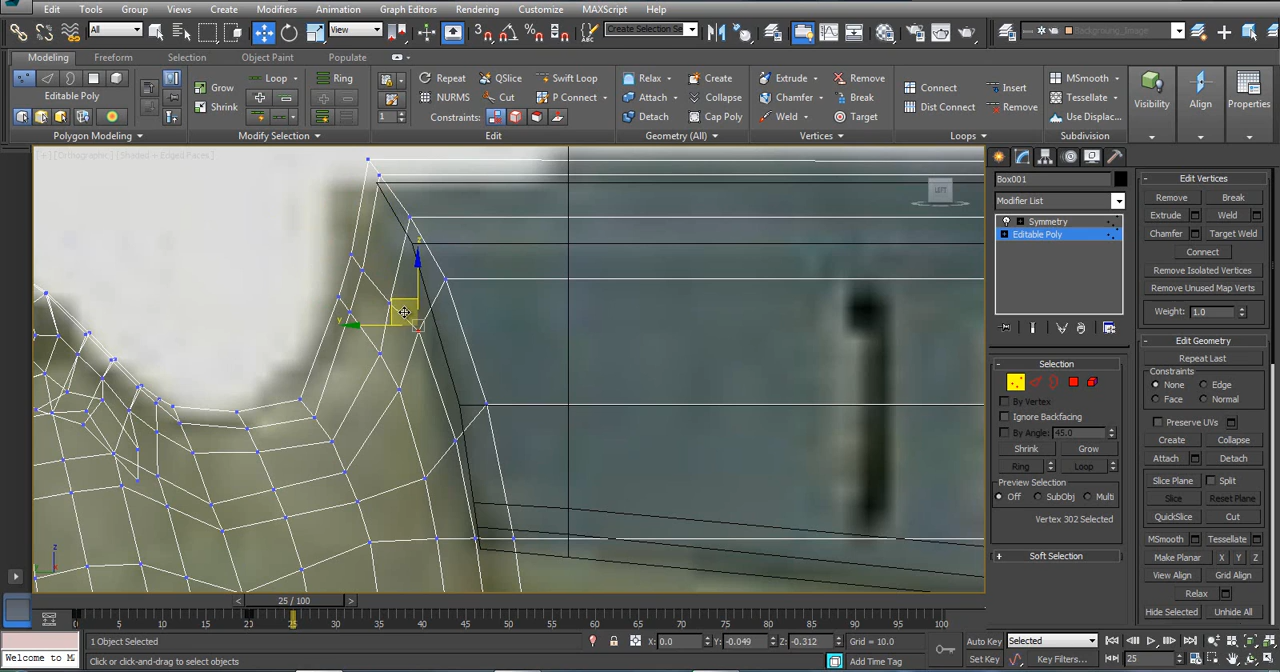 Edit Tools Group Views Create Modifiers Animation Graph Editors Rendering Customize MAXScript Help
All View Create Selection Se
Modeling Freeform Selection Object Paint Populate
Loop Ring Repeat QSlice Swift Loop Relax Create Extrude Remove Connect Insert MSmooth
Grow NURMS Cut P Connect Attach Collapse Chamfer Break Dist Connect Remove Tessellate
Editable Poly Shrink 1 Constraints: Detach Cap Poly Weld Target Use Displac... Visibility Align Properties
Polygon Modeling Modify Selection Edit Geometry (All) Vertices Loops Subdivision
[+] [Orthographic] [Shaded + Edged Faces]
LEFT
Box001
Modifier List
Symmetry
Editable Poly
Selection
By Vertex
Ignore Backfacing
By Angle: 45.0
Shrink Grow
Ring Loop
Preview Selection
Off SubObj Multi
Vertex 302 Selected
Soft Selection
Edit Vertices
Remove Break
Extrude Weld
Chamfer Target Weld
Connect
Remove Isolated Vertices
Remove Unused Map Verts
Weight: 1.0
Edit Geometry
Repeat Last
Constraints
None Edge
Face Normal
Preserve UVs
Create Collapse
Attach Detach
Slice Plane Split
Slice Reset Plane
QuickSlice Cut
MSmooth Tessellate
Make Planar X Y Z
View Align Grid Align
Relax
Hide Selected Unhide All
z
y
z
25 / 100
5 10 15 20 25 30 35 40 45 50 55 60 65 70 75 80 85 90 95 100
1 Object Selected X: 0.0 Y: -0.049 Z: -0.312 Grid = 10.0 Auto Key Selected
Welcome to M Click or click-and-drag to select objects Add Time Tag Set Key Key Filters... 25